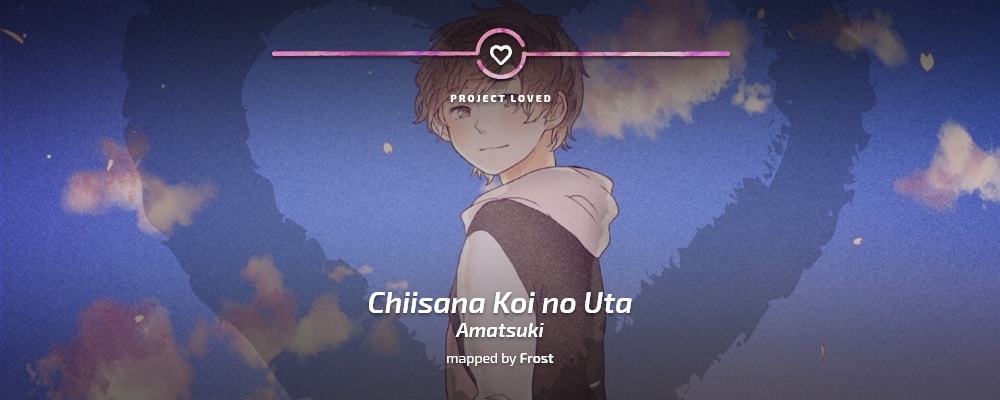 PROJECT LOVED
Chiisana Koi no Uta
Amatsuki
mapped by Frost